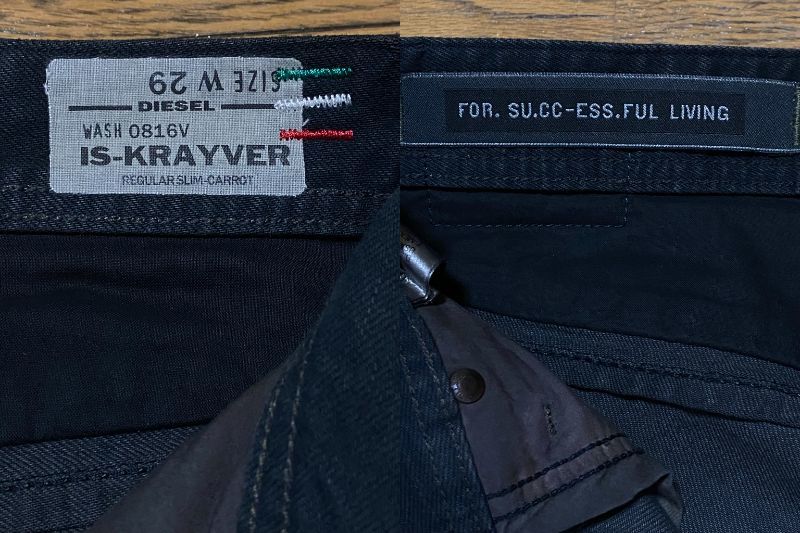 SIZE W 29
DIESEL
WASH 0816V
IS-KRAYVER
REGULAR SLIM-CARROT
FOR. SU.CC-ESS.FUL LIVING